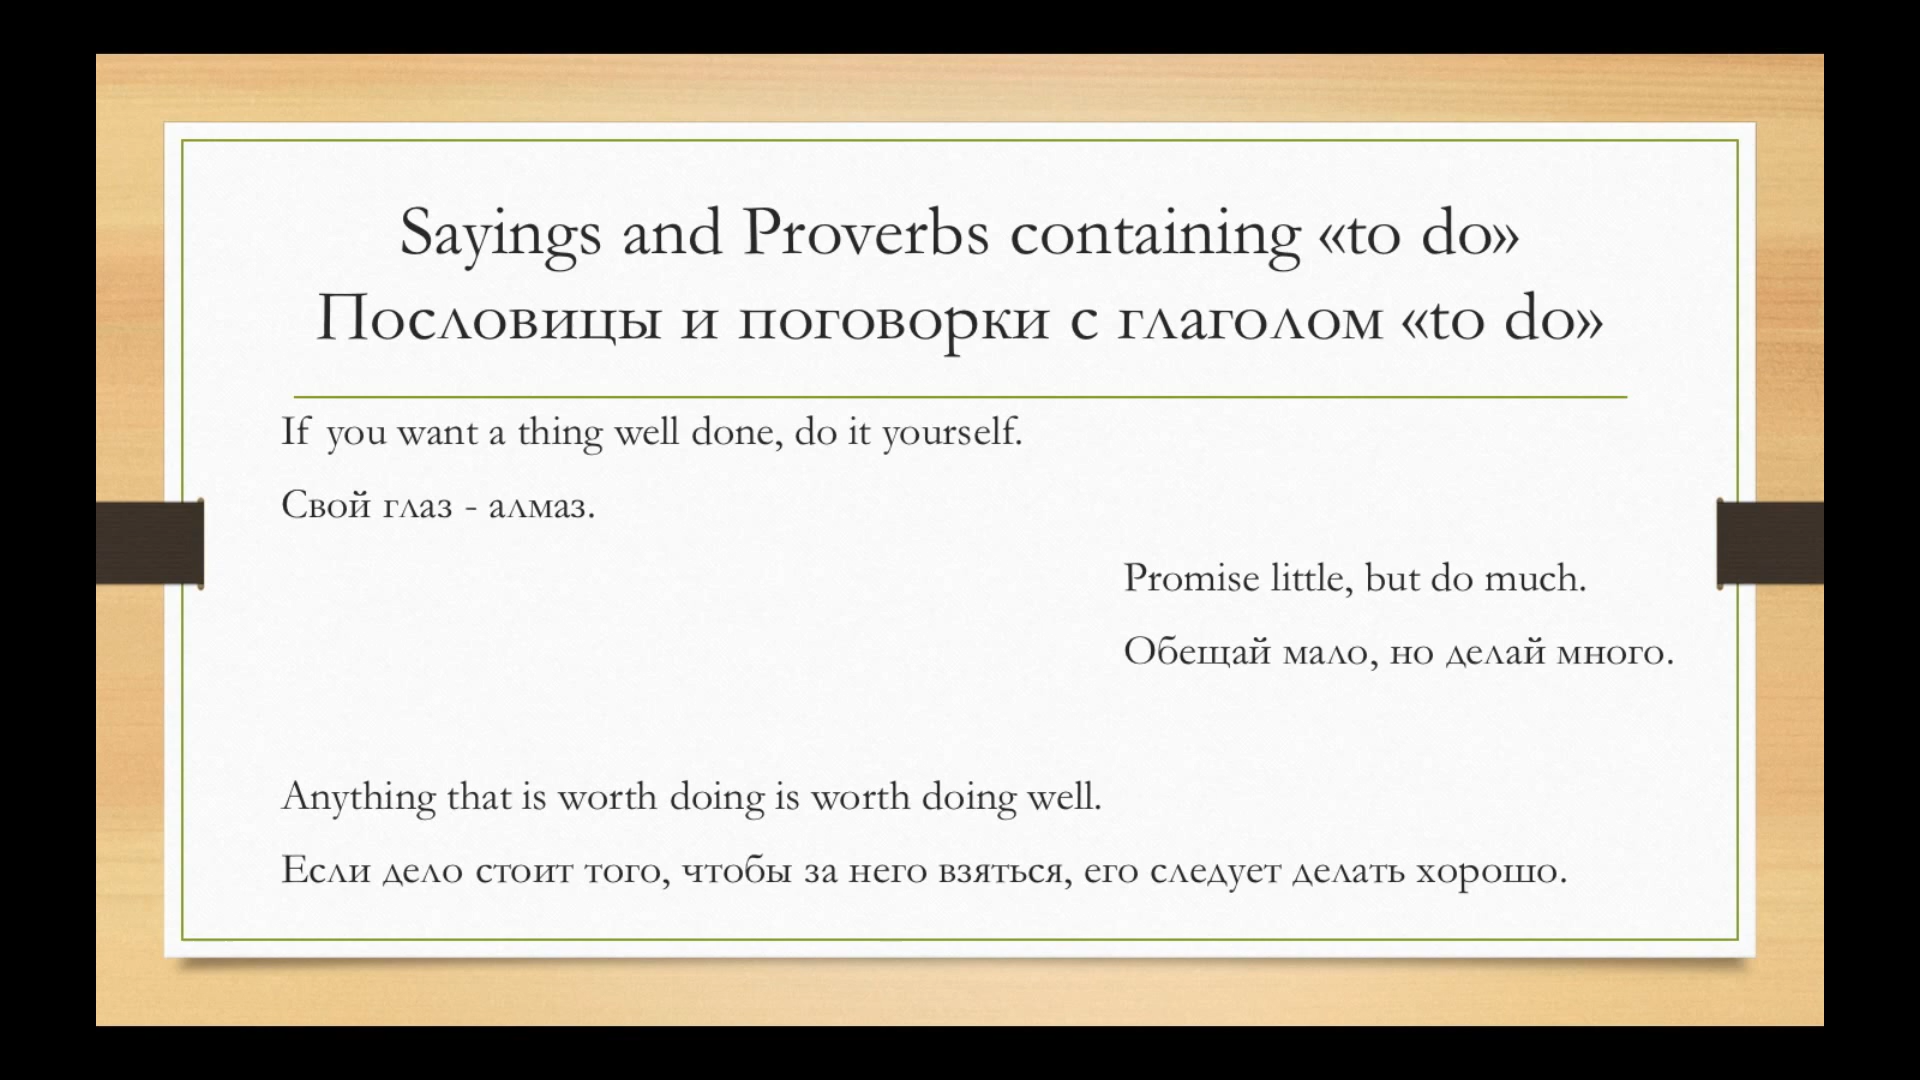 Sayings and Proverbs containing «to do»
Пословицы и поговорки с глаголом «to do»
If you want a thing well done, do it yourself.
Свой глаз - алмаз.
Promise little, but do much.
Обещай мало, но делай много.
Anything that is worth doing is worth doing well.
Если дело стоит того, чтобы за него взяться, его следует делать хорошо.